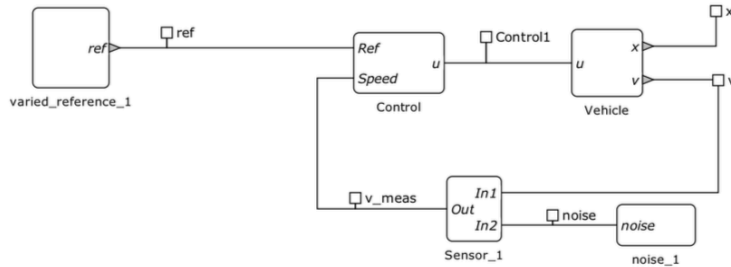 x
ref
Control1
ref
Ref
u
u
x
Speed
v
v
varied_reference_1
Control
Vehicle
v_meas
In1
Out
noise
In2
noise
Sensor_1
noise_1